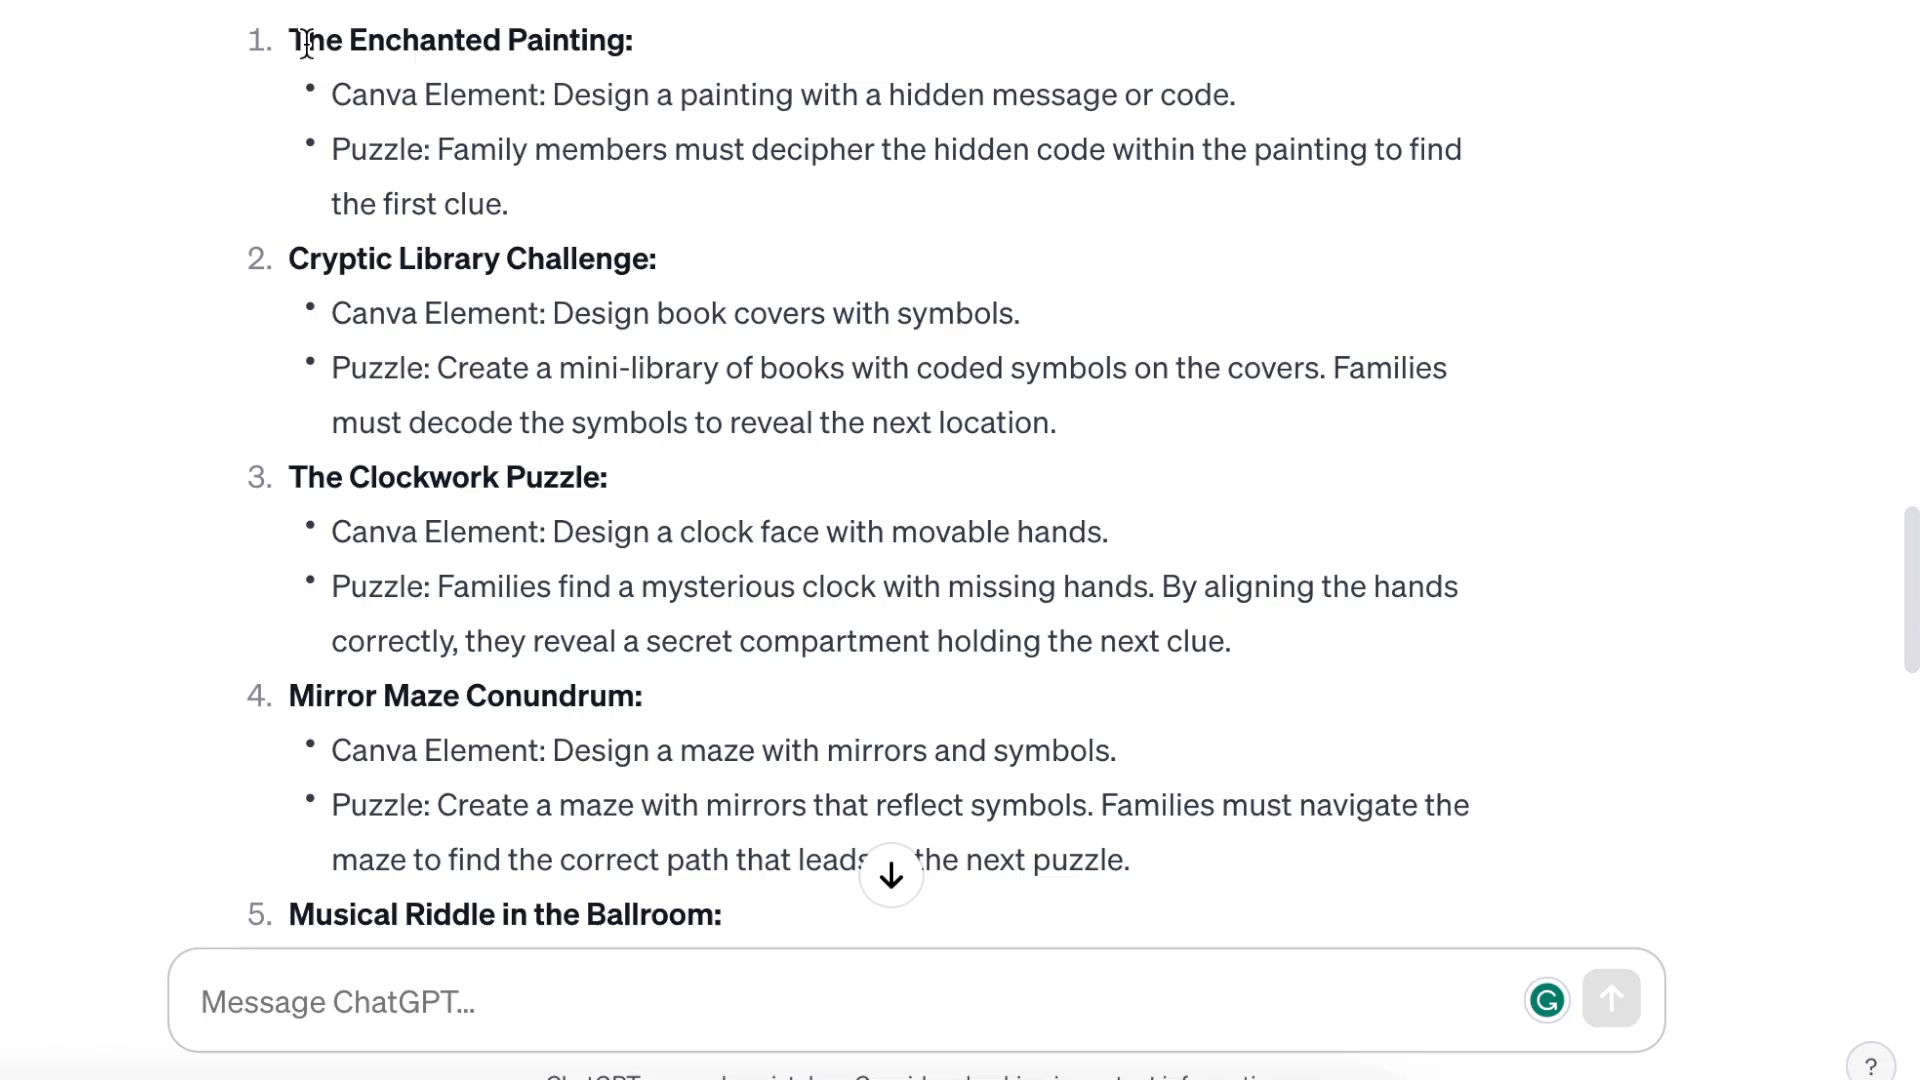 1. The Enchanted Painting:
• Canva Element: Design a painting with a hidden message or code.
• Puzzle: Family members must decipher the hidden code within the painting to find
the first clue.
2. Cryptic Library Challenge:
• Canva Element: Design book covers with symbols.
• Puzzle: Create a mini-library of books with coded symbols on the covers. Families
must decode the symbols to reveal the next location.
3. The Clockwork Puzzle:
• Canva Element: Design a clock face with movable hands.
• Puzzle: Families find a mysterious clock with missing hands. By aligning the hands
correctly, they reveal a secret compartment holding the next clue.
4. Mirror Maze Conundrum:
• Canva Element: Design a maze with mirrors and symbols.
• Puzzle: Create a maze with mirrors that reflect symbols. Families must navigate the
maze to find the correct path that leads the next puzzle.
5. Musical Riddle in the Ballroom:
Message ChatGPT...
?